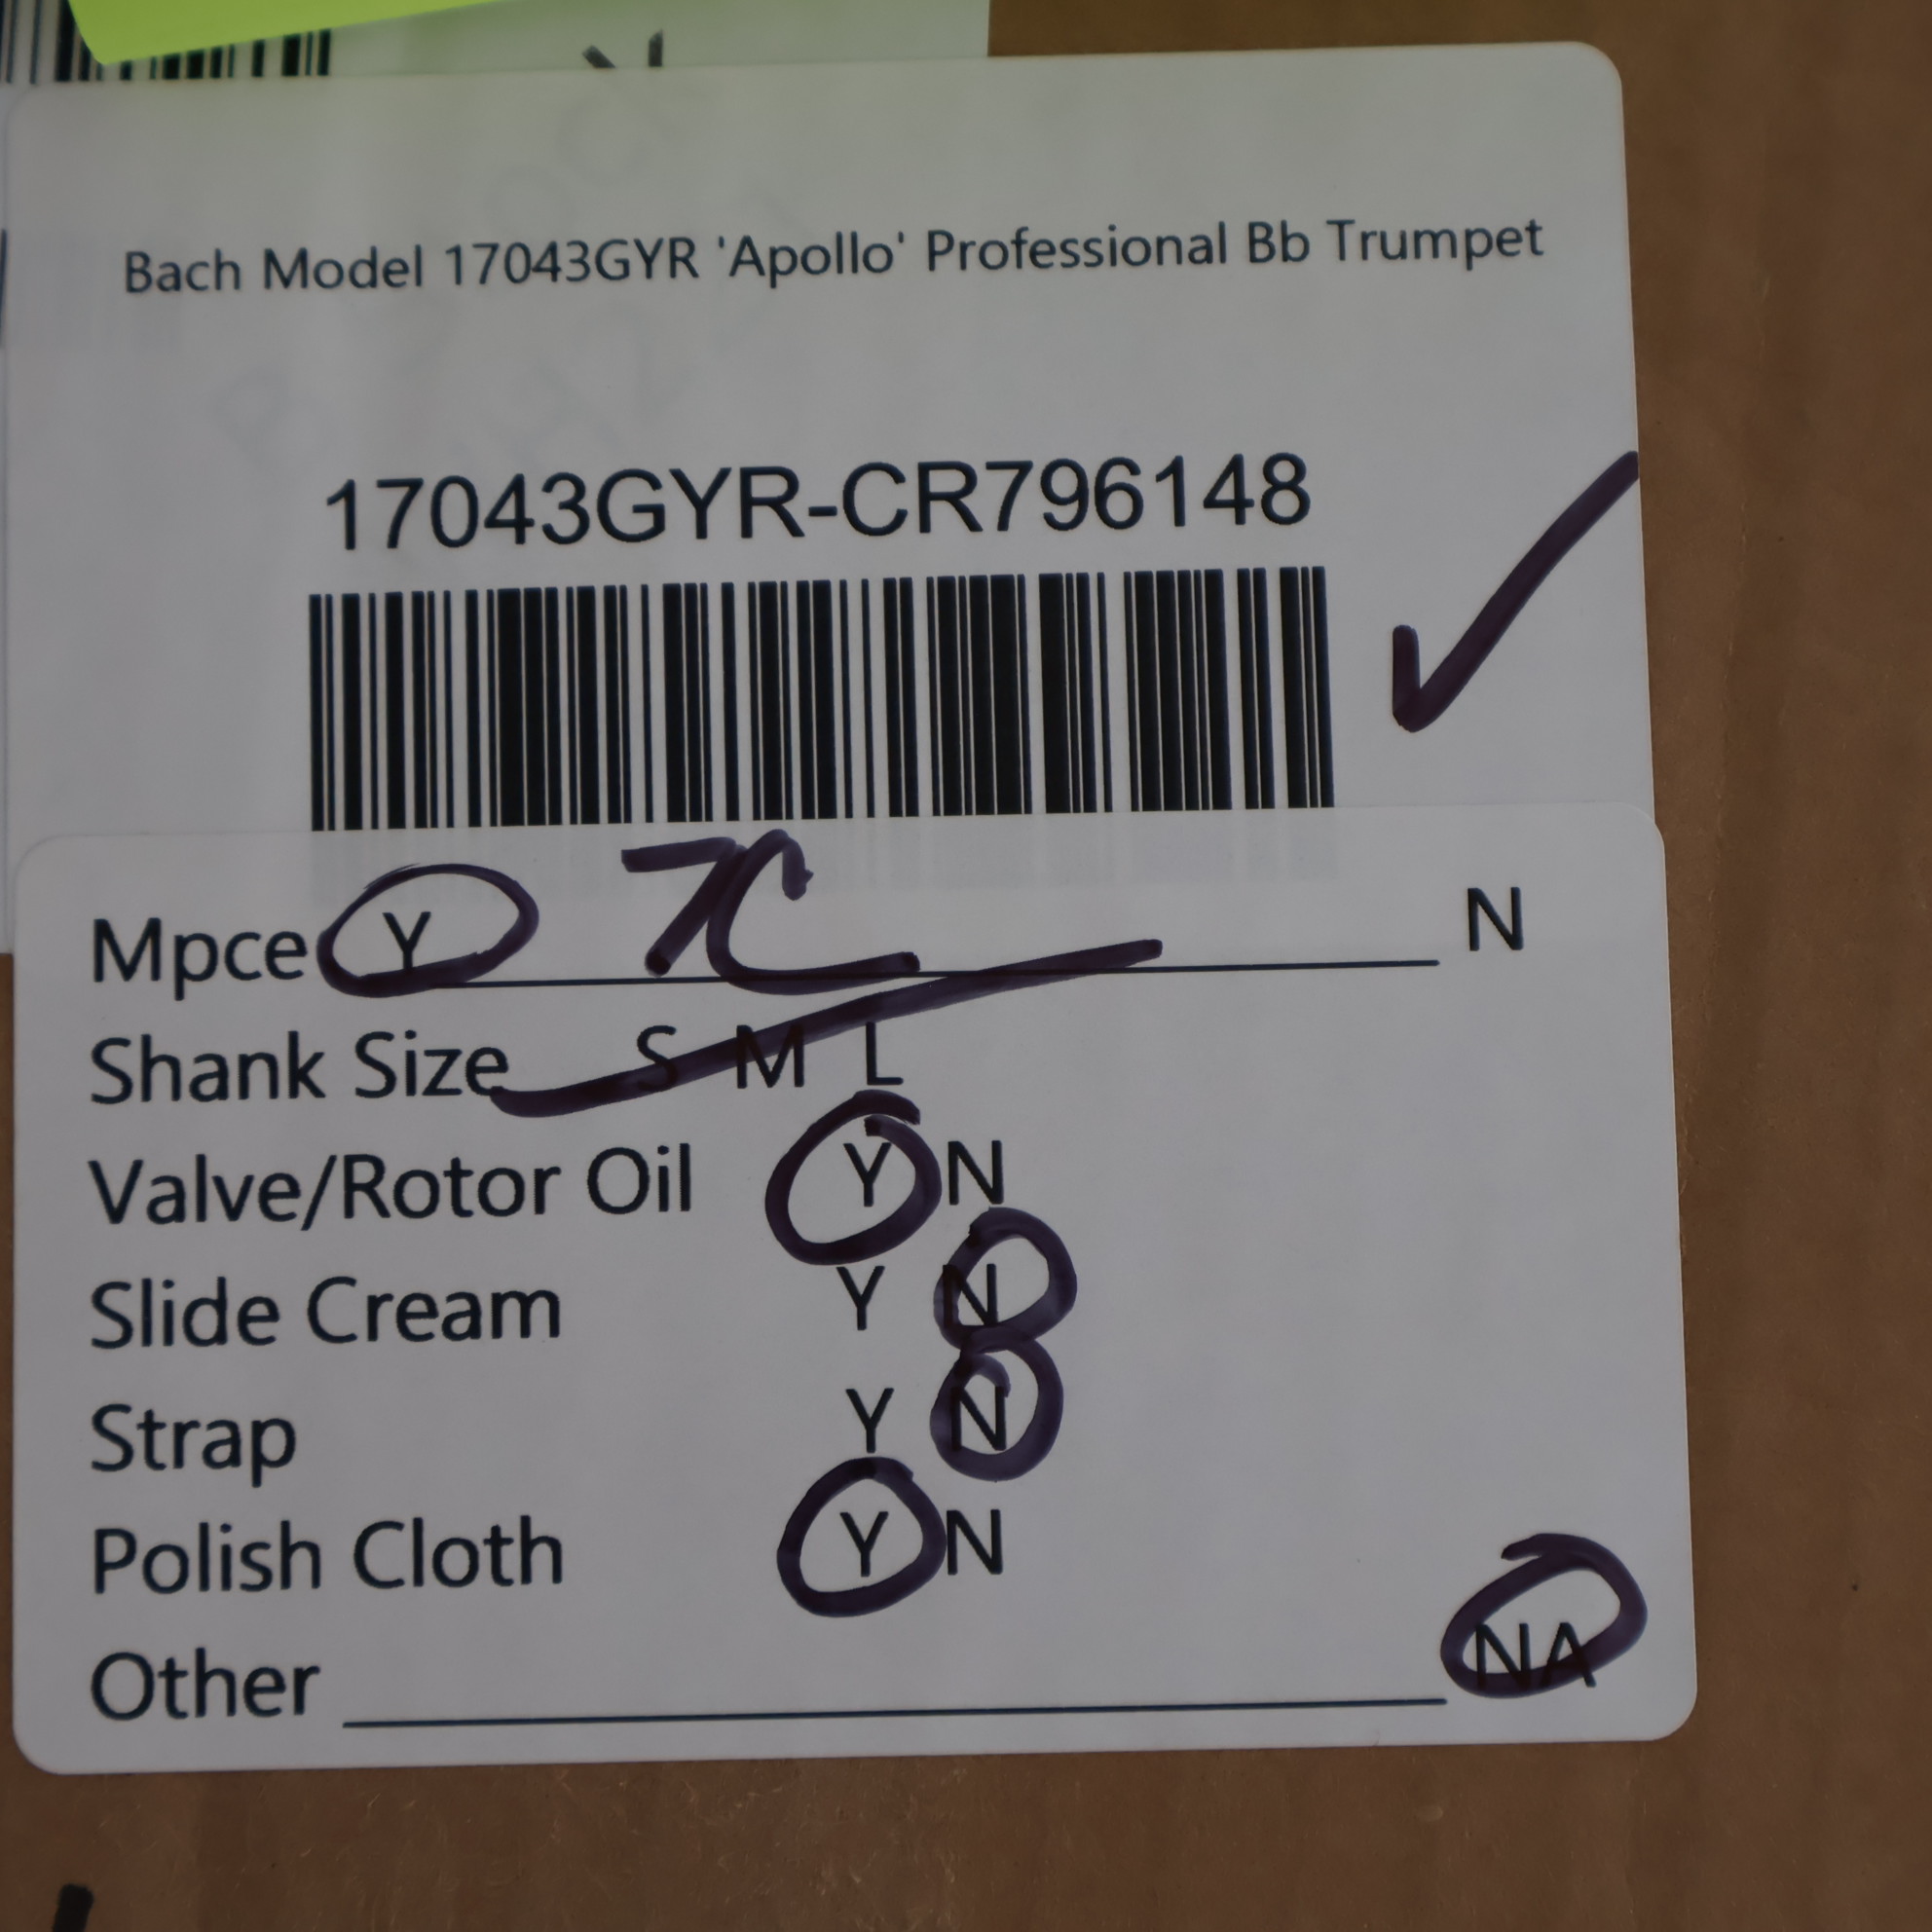 Bach Model 17043GYR 'Apollo' Professional Bb Trumpet
17043GYR-CR796148
Mpce Y 7C N
Shank Size S M L
Valve/Rotor Oil Y N
Slide Cream Y N
Strap Y N
Polish Cloth Y N
Other NA